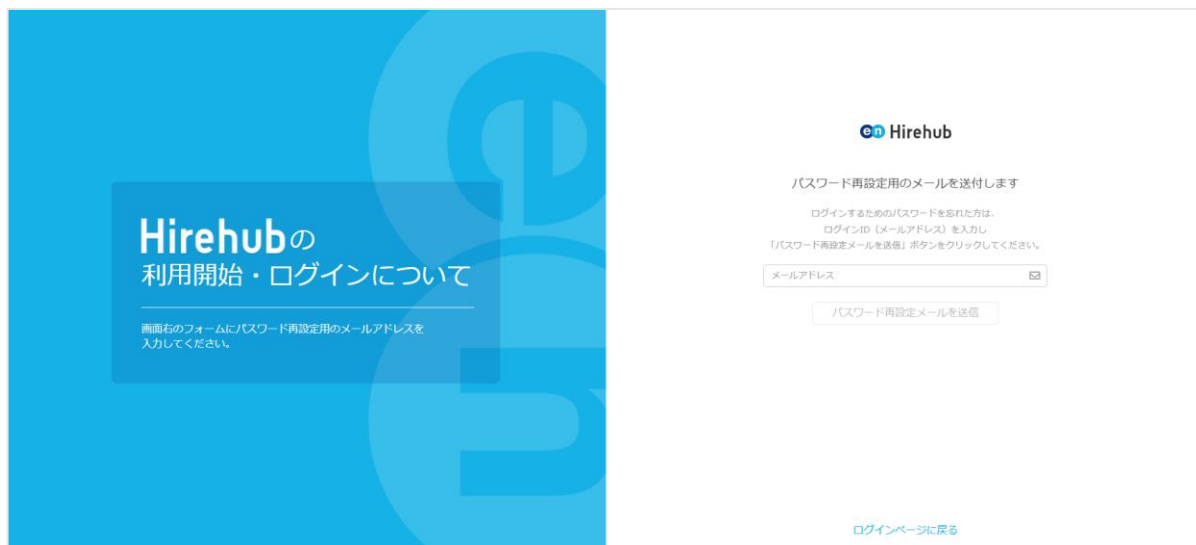 Hirehubの
利用開始・ログインについて
画面右のフォームにパスワード再設定用のメールアドレスを
入力してください。
en Hirehub
パスワード再設定用のメールを送付します
ログインするためのパスワードを忘れた方は、
ログインID（メールアドレス）を入力し
「パスワード再設定メールを送信」ボタンをクリックしてください。
メールアドレス
パスワード再設定メールを送信
ログインページに戻る